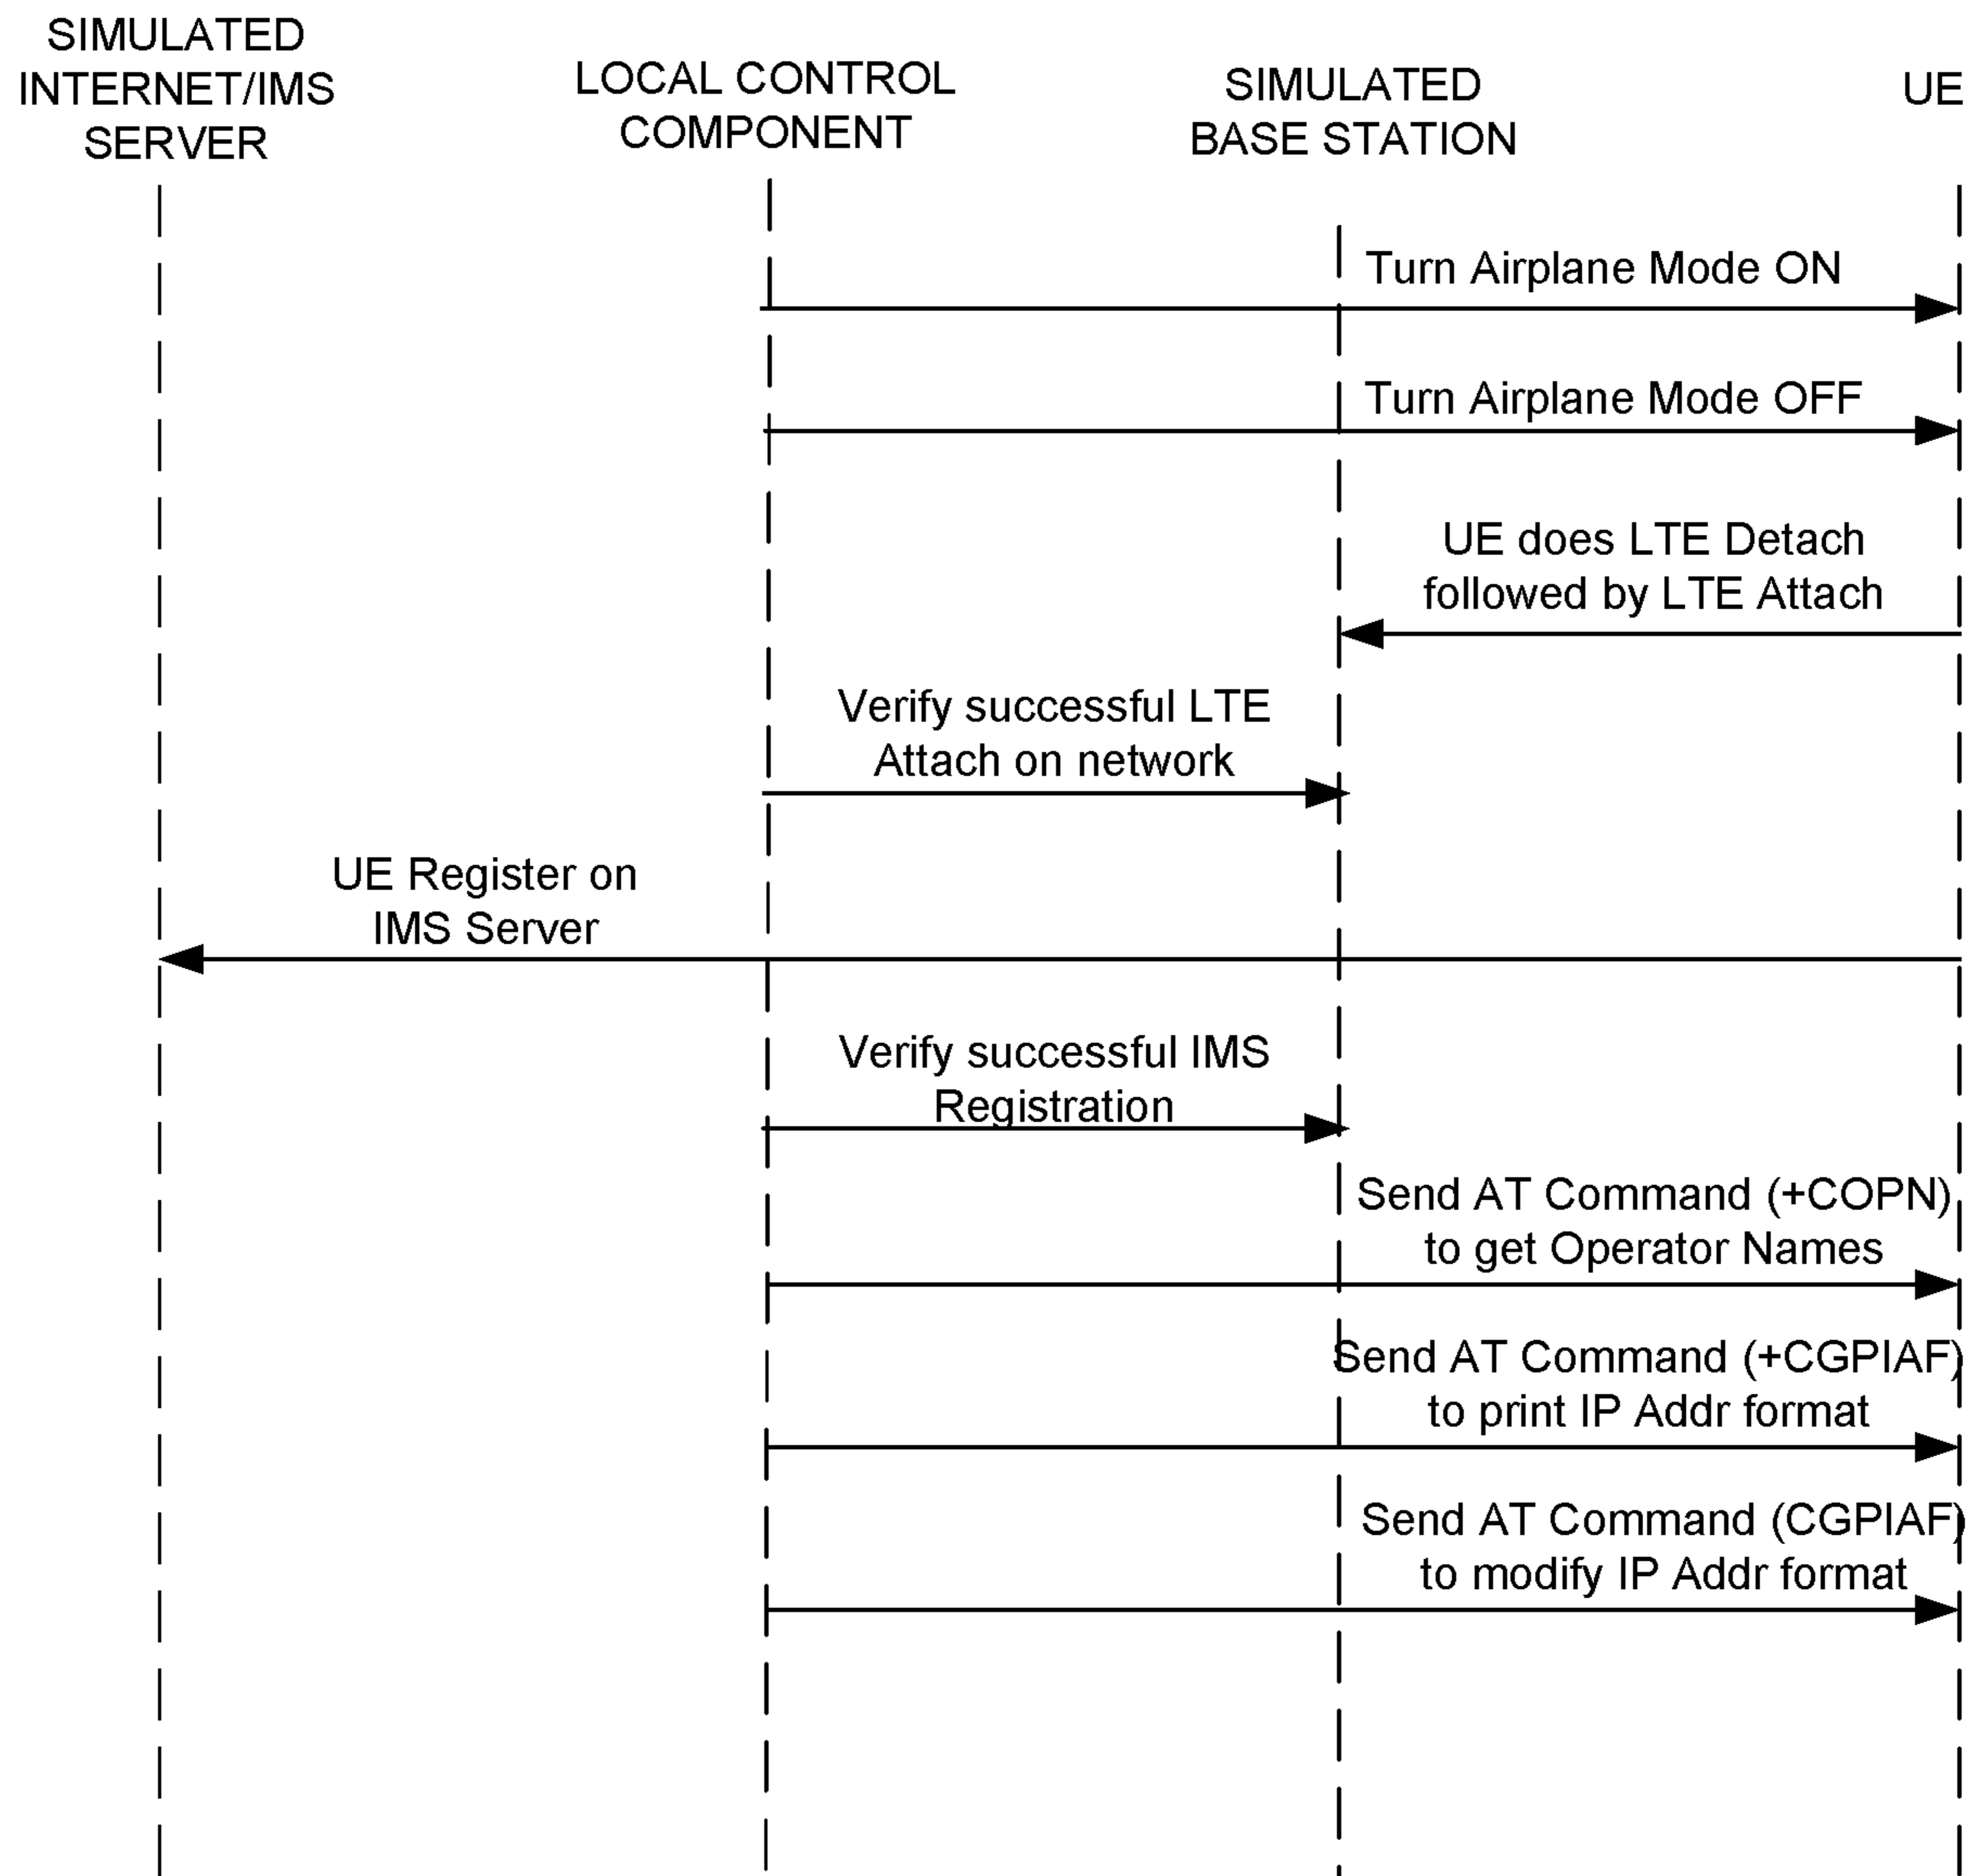 SIMULATED
INTERNET/IMS
SERVER
LOCAL CONTROL
COMPONENT
SIMULATED
BASE STATION
UE
Turn Airplane Mode ON
Turn Airplane Mode OFF
UE does LTE Detach
followed by LTE Attach
Verify successful LTE
Attach on network
UE Register on
IMS Server
Verify successful IMS
Registration
Send AT Command (+COPN)
to get Operator Names
Send AT Command (+CGPIAF)
to print IP Addr format
Send AT Command (CGPIAF)
to modify IP Addr format